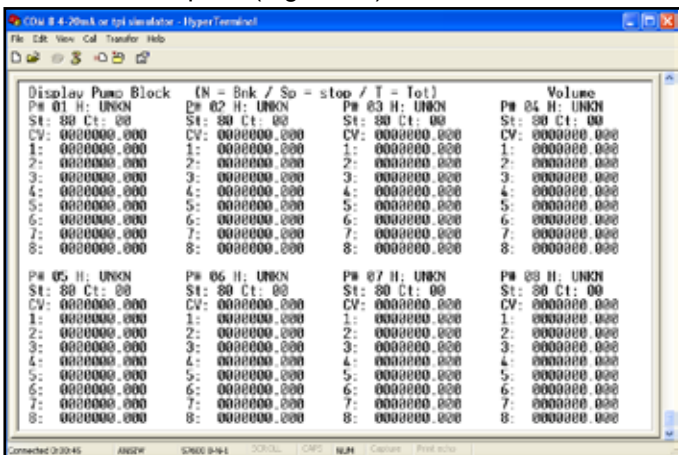 COM 8 4-20mA or tpi simulator - HyperTerminal
File Edit View Call Transfer Help
Display Pump Block (N = Bnk / Sp = stop / T = Tot) Volume
P# 01 H: UNKN P# 02 H: UNKN P# 03 H: UNKN P# 04 H: UNKN
St: 80 Ct: 00 St: 80 Ct: 00 St: 80 Ct: 00 St: 80 Ct: 00
CV: 0000000.000 CV: 0000000.000 CV: 0000000.000 CV: 0000000.000
1: 0000000.000 1: 0000000.000 1: 0000000.000 1: 0000000.000
2: 0000000.000 2: 0000000.000 2: 0000000.000 2: 0000000.000
3: 0000000.000 3: 0000000.000 3: 0000000.000 3: 0000000.000
4: 0000000.000 4: 0000000.000 4: 0000000.000 4: 0000000.000
5: 0000000.000 5: 0000000.000 5: 0000000.000 5: 0000000.000
6: 0000000.000 6: 0000000.000 6: 0000000.000 6: 0000000.000
7: 0000000.000 7: 0000000.000 7: 0000000.000 7: 0000000.000
8: 0000000.000 8: 0000000.000 8: 0000000.000 8: 0000000.000
P# 05 H: UNKN P# 06 H: UNKN P# 07 H: UNKN P# 08 H: UNKN
St: 80 Ct: 00 St: 80 Ct: 00 St: 80 Ct: 00 St: 80 Ct: 00
CV: 0000000.000 CV: 0000000.000 CV: 0000000.000 CV: 0000000.000
1: 0000000.000 1: 0000000.000 1: 0000000.000 1: 0000000.000
2: 0000000.000 2: 0000000.000 2: 0000000.000 2: 0000000.000
3: 0000000.000 3: 0000000.000 3: 0000000.000 3: 0000000.000
4: 0000000.000 4: 0000000.000 4: 0000000.000 4: 0000000.000
5: 0000000.000 5: 0000000.000 5: 0000000.000 5: 0000000.000
6: 0000000.000 6: 0000000.000 6: 0000000.000 6: 0000000.000
7: 0000000.000 7: 0000000.000 7: 0000000.000 7: 0000000.000
8: 0000000.000 8: 0000000.000 8: 0000000.000 8: 0000000.000
Connected 0:30:45 ANSIW 57600 8-N-1 SCROLL CAPS NUM Capture Print echo